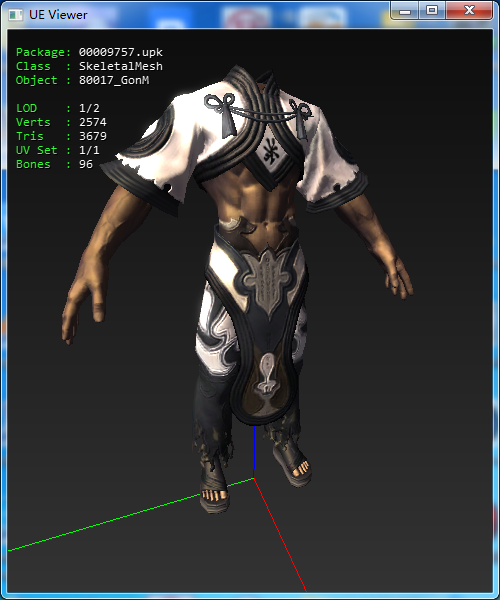 UE Viewer
Package: 00009757.upk
Class : SkeletalMesh
Object : 80017_GonM
LOD : 1/2
Verts : 2574
Tris : 3679
UV Set : 1/1
Bones : 96